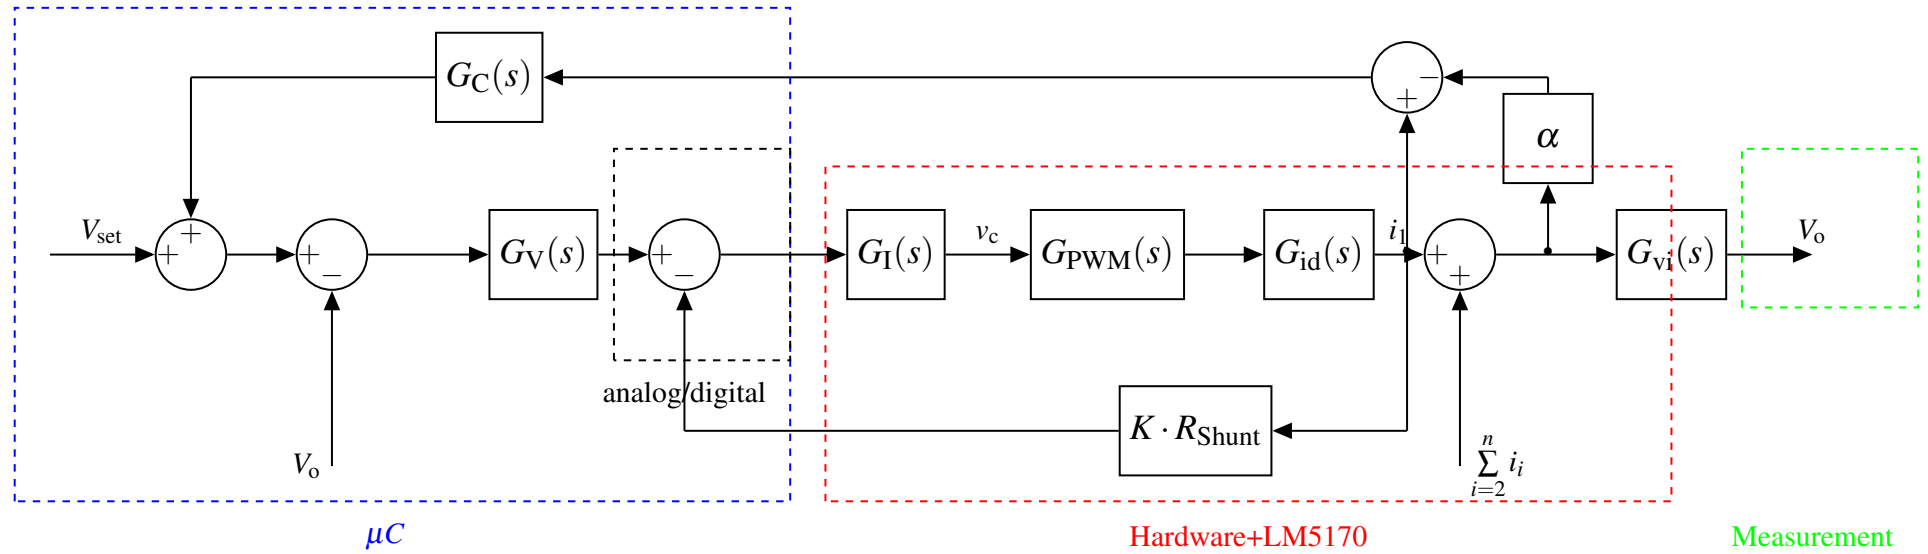 G_C(s)
−
+
α
V_set
+
+
+
−
G_V(s)
+
−
G_I(s)
v_c
G_PWM(s)
G_id(s)
i_1
+
+
G_vi(s)
V_o
analog/digital
K · R_Shunt
V_o
n
∑ i_i
i=2
μC
Hardware+LM5170
Measurement